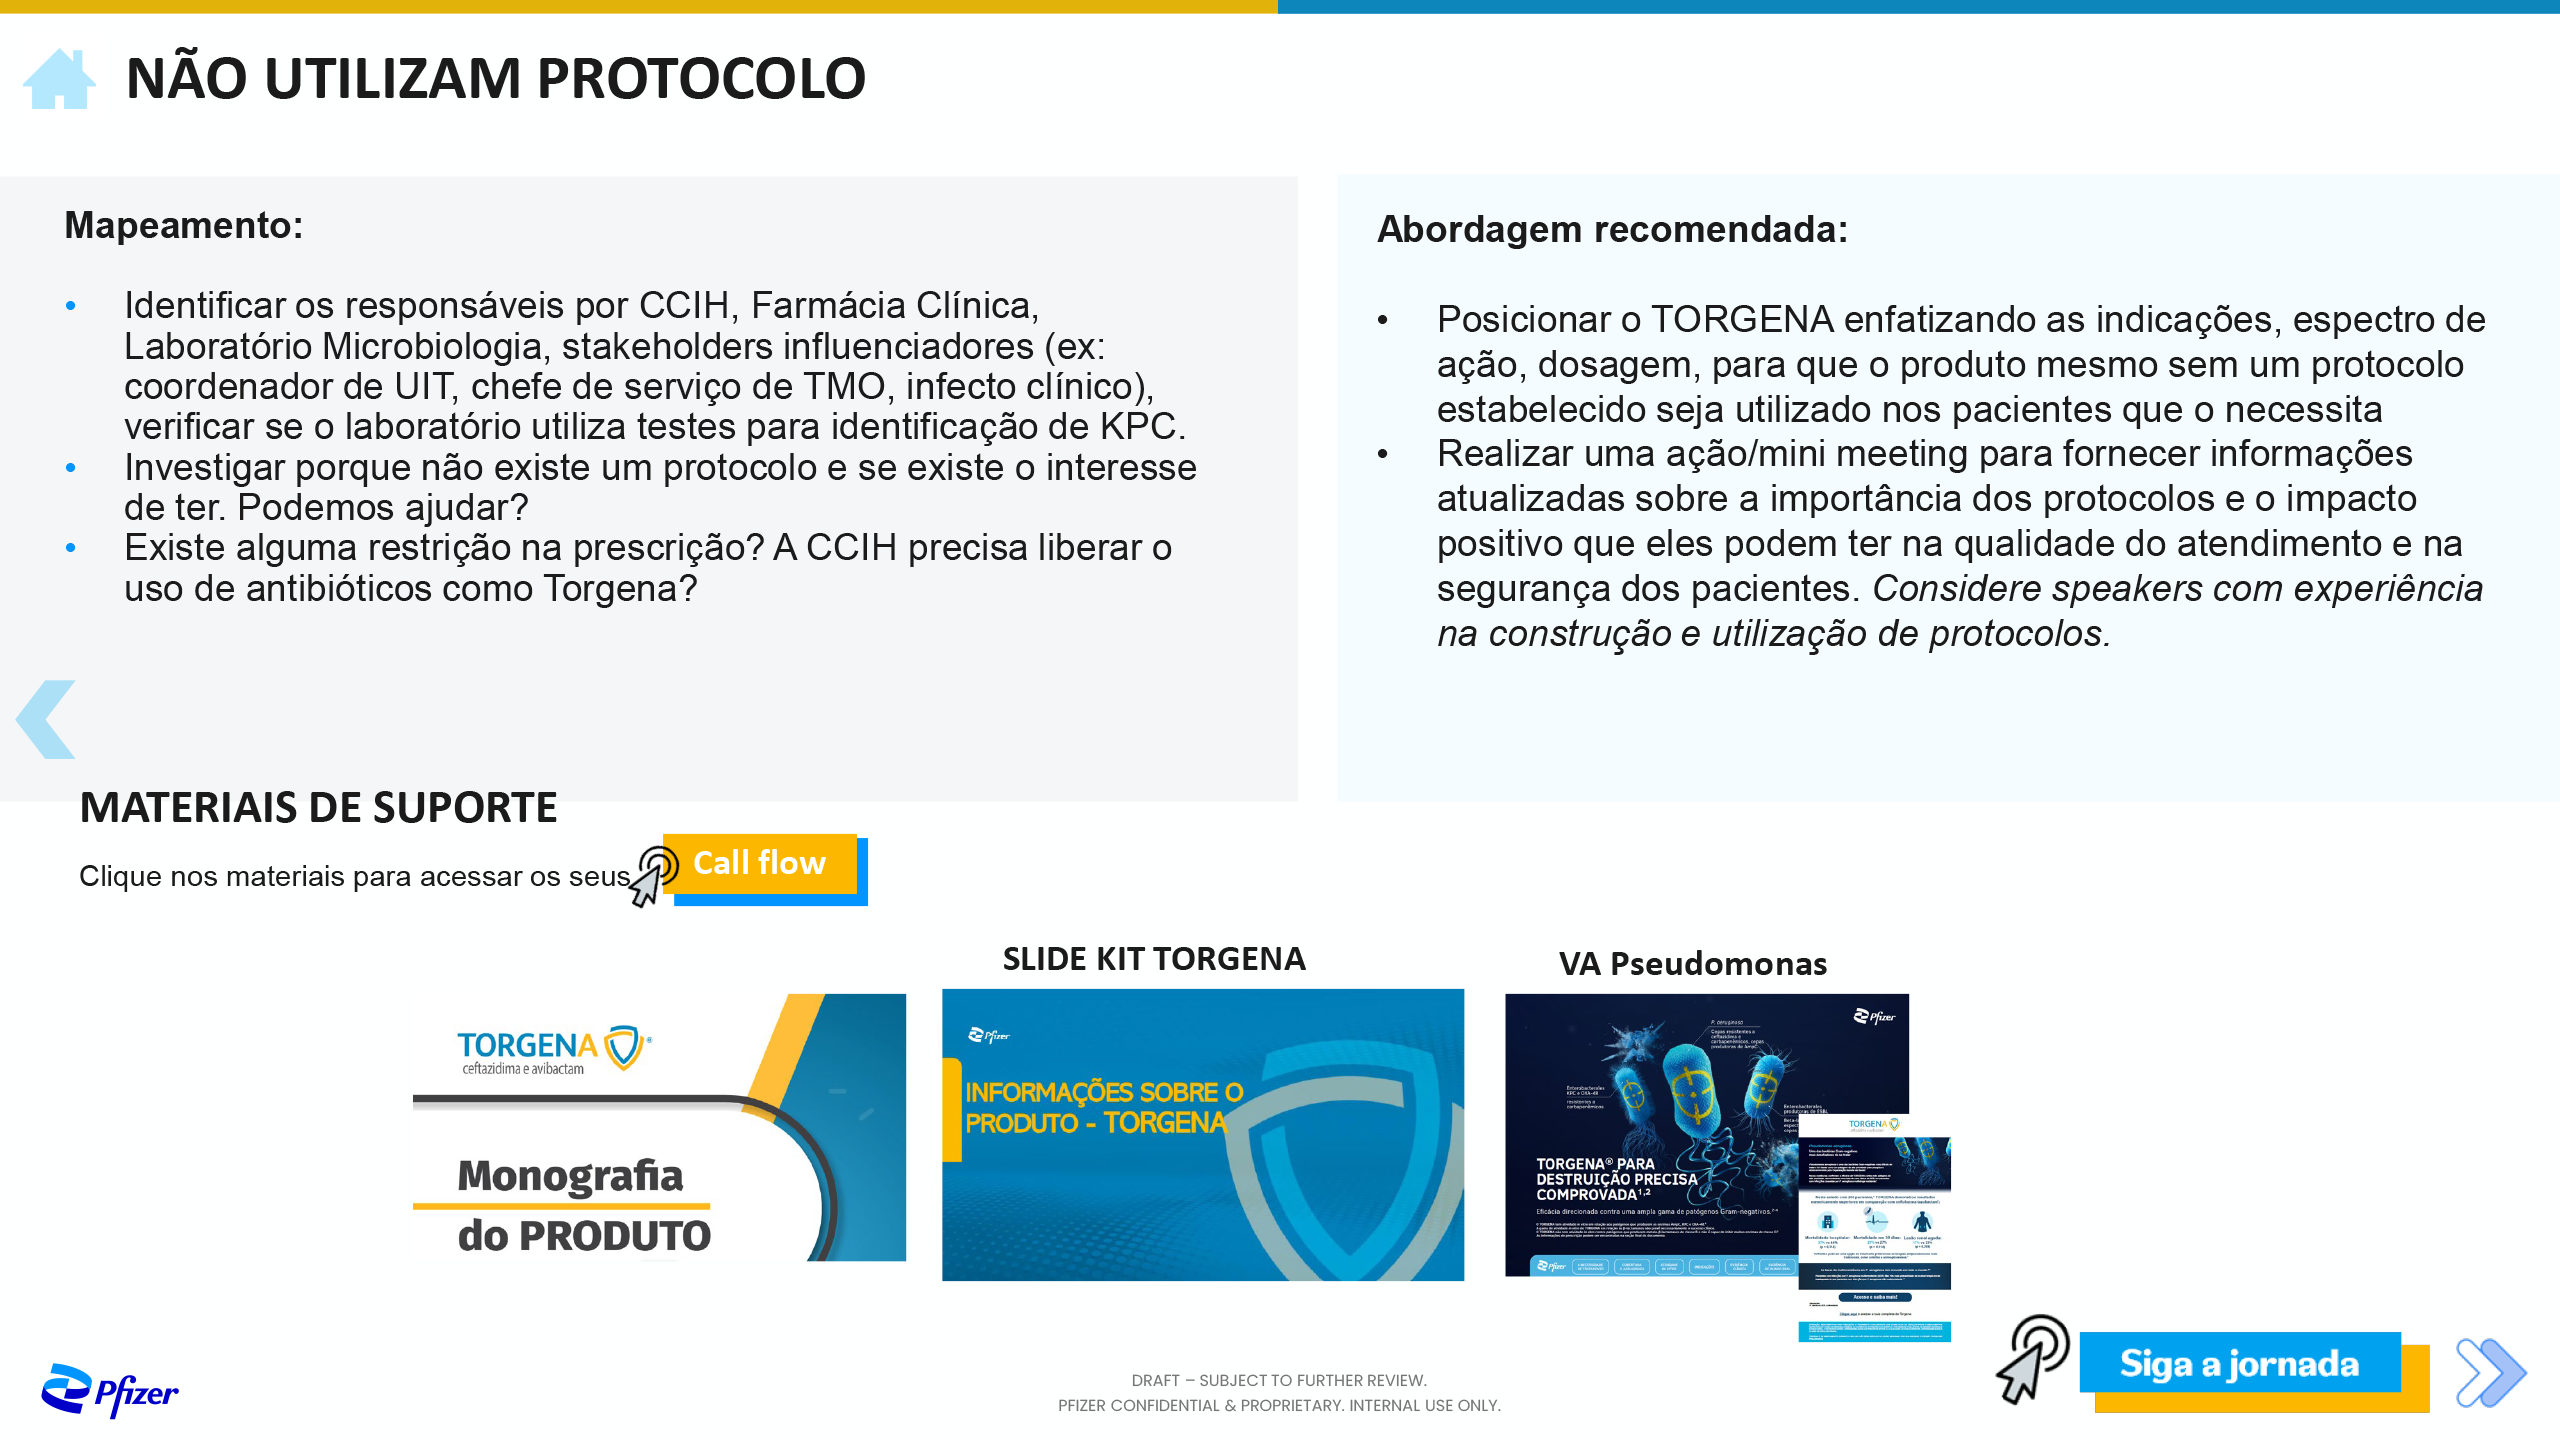 NÃO UTILIZAM PROTOCOLO
Mapeamento:
• Identificar os responsáveis por CCIH, Farmácia Clínica,
Laboratório Microbiologia, stakeholders influenciadores (ex:
coordenador de UIT, chefe de serviço de TMO, infecto clínico),
verificar se o laboratório utiliza testes para identificação de KPC.
• Investigar porque não existe um protocolo e se existe o interesse
de ter. Podemos ajudar?
• Existe alguma restrição na prescrição? A CCIH precisa liberar o
uso de antibióticos como Torgena?
Abordagem recomendada:
• Posicionar o TORGENA enfatizando as indicações, espectro de
ação, dosagem, para que o produto mesmo sem um protocolo
estabelecido seja utilizado nos pacientes que o necessita
• Realizar uma ação/mini meeting para fornecer informações
atualizadas sobre a importância dos protocolos e o impacto
positivo que eles podem ter na qualidade do atendimento e na
segurança dos pacientes. Considere speakers com experiência
na construção e utilização de protocolos.
MATERIAIS DE SUPORTE
Clique nos materiais para acessar os seus
Call flow
TORGENA®
ceftazidima e avibactam
Monografia
do PRODUTO
SLIDE KIT TORGENA
Pfizer
INFORMAÇÕES SOBRE O
PRODUTO - TORGENA
VA Pseudomonas
Pfizer
P. aeruginosa
TORGENA® PARA
DESTRUIÇÃO PRECISA
COMPROVADA¹,²
Eficácia direcionada contra uma ampla gama de patógenos Gram-negativos.
Pfizer
TORGENA
Acesse e saiba mais!
Pfizer
DRAFT – SUBJECT TO FURTHER REVIEW.
PFIZER CONFIDENTIAL & PROPRIETARY. INTERNAL USE ONLY.
Siga a jornada